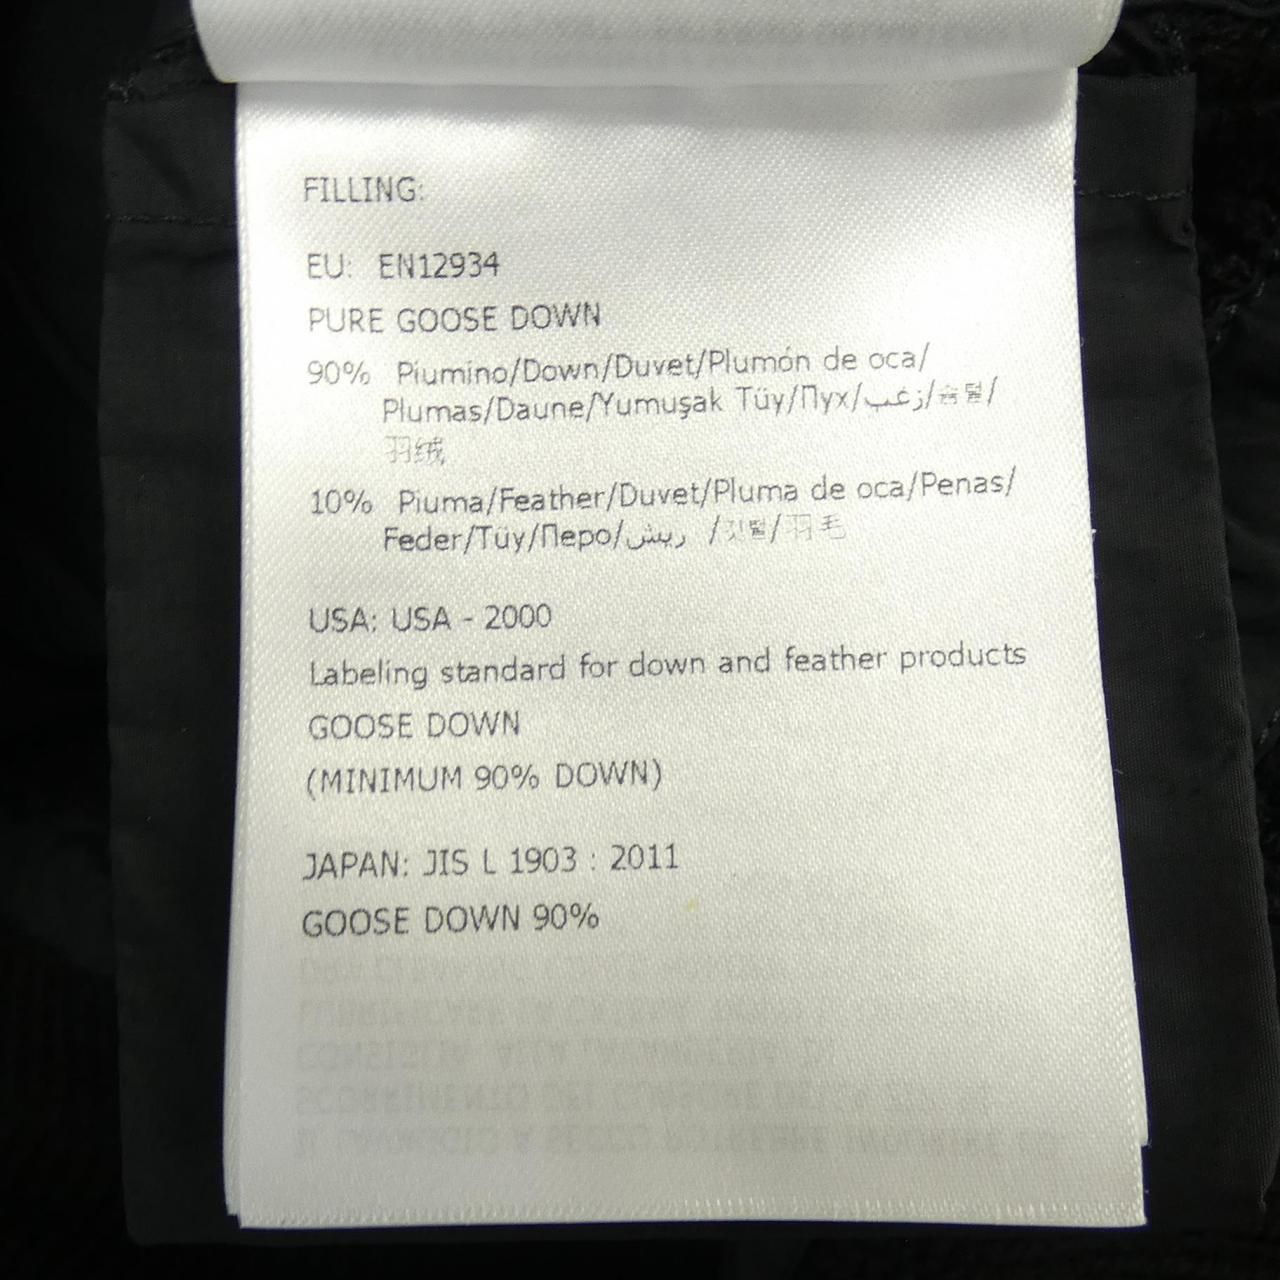 FILLING:
EU: EN12934
PURE GOOSE DOWN
90% Piumino/Down/Duvet/Plumón de oca/
Plumas/Daune/Yumuşak Tüy/Пух/زغب/솜털/
羽绒
10% Piuma/Feather/Duvet/Pluma de oca/Penas/
Feder/Tüy/Перо/ريش /깃털/羽毛
USA: USA - 2000
Labeling standard for down and feather products
GOOSE DOWN
(MINIMUM 90% DOWN)
JAPAN: JIS L 1903 : 2011
GOOSE DOWN 90%